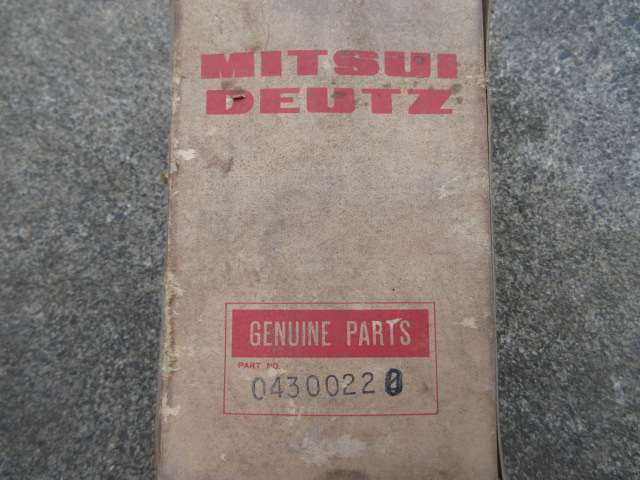 MITSUI
DEUTZ
GENUINE PARTS
PART NO.
04300220